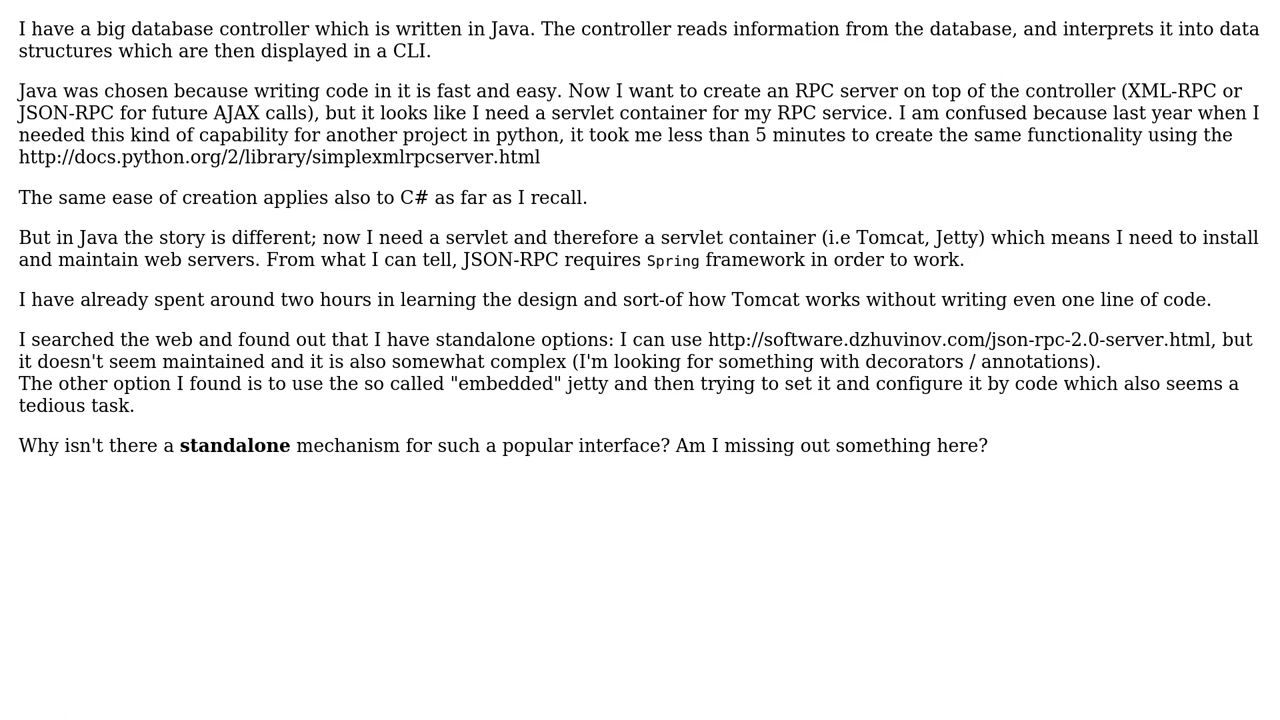 I have a big database controller which is written in Java. The controller reads information from the database, and interprets it into data
structures which are then displayed in a CLI.
Java was chosen because writing code in it is fast and easy. Now I want to create an RPC server on top of the controller (XML-RPC or
JSON-RPC for future AJAX calls), but it looks like I need a servlet container for my RPC service. I am confused because last year when I
needed this kind of capability for another project in python, it took me less than 5 minutes to create the same functionality using the
http://docs.python.org/2/library/simplexmlrpcserver.html
The same ease of creation applies also to C# as far as I recall.
But in Java the story is different; now I need a servlet and therefore a servlet container (i.e Tomcat, Jetty) which means I need to install
and maintain web servers. From what I can tell, JSON-RPC requires Spring framework in order to work.
I have already spent around two hours in learning the design and sort-of how Tomcat works without writing even one line of code.
I searched the web and found out that I have standalone options: I can use http://software.dzhuvinov.com/json-rpc-2.0-server.html, but
it doesn't seem maintained and it is also somewhat complex (I'm looking for something with decorators / annotations).
The other option I found is to use the so called "embedded" jetty and then trying to set it and configure it by code which also seems a
tedious task.
Why isn't there a standalone mechanism for such a popular interface? Am I missing out something here?